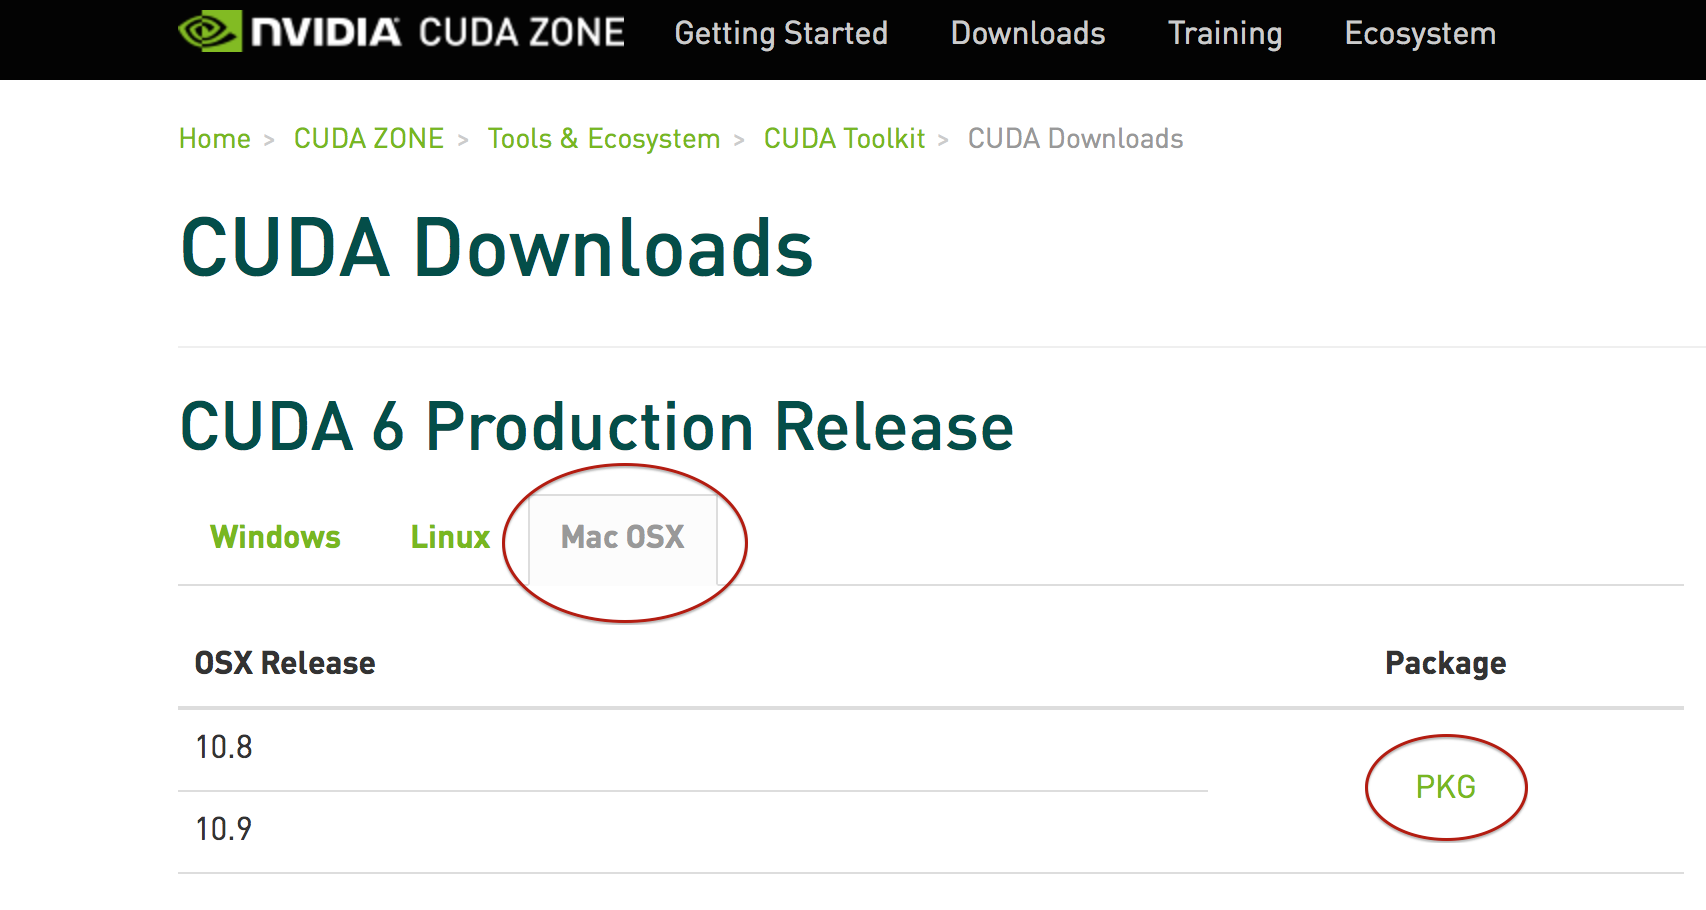 NVIDIA CUDA ZONE Getting Started Downloads Training Ecosystem
Home > CUDA ZONE > Tools & Ecosystem > CUDA Toolkit > CUDA Downloads
CUDA Downloads
CUDA 6 Production Release
Windows Linux Mac OSX
OSX Release Package
10.8
PKG
10.9